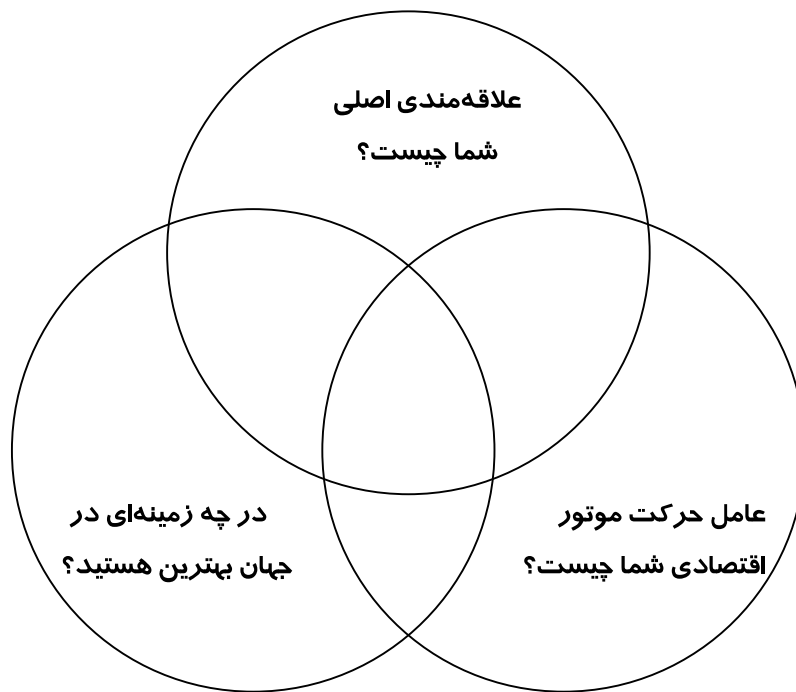 علاقه‌مندی اصلی
شما چیست؟
در چه زمینه‌ای در
جهان بهترین هستید؟
عامل حرکت موتور
اقتصادی شما چیست؟